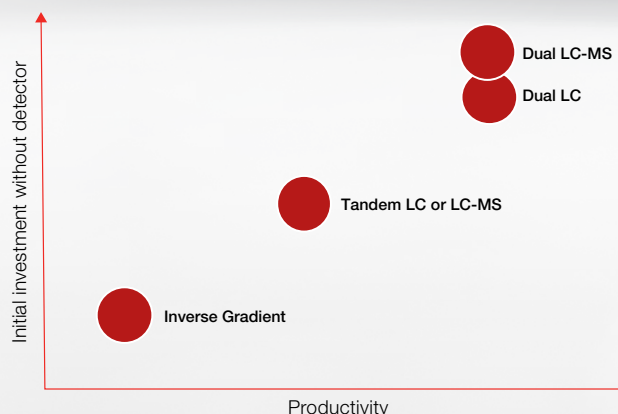 Initial investment without detector
Dual LC-MS
Dual LC
Tandem LC or LC-MS
Inverse Gradient
Productivity